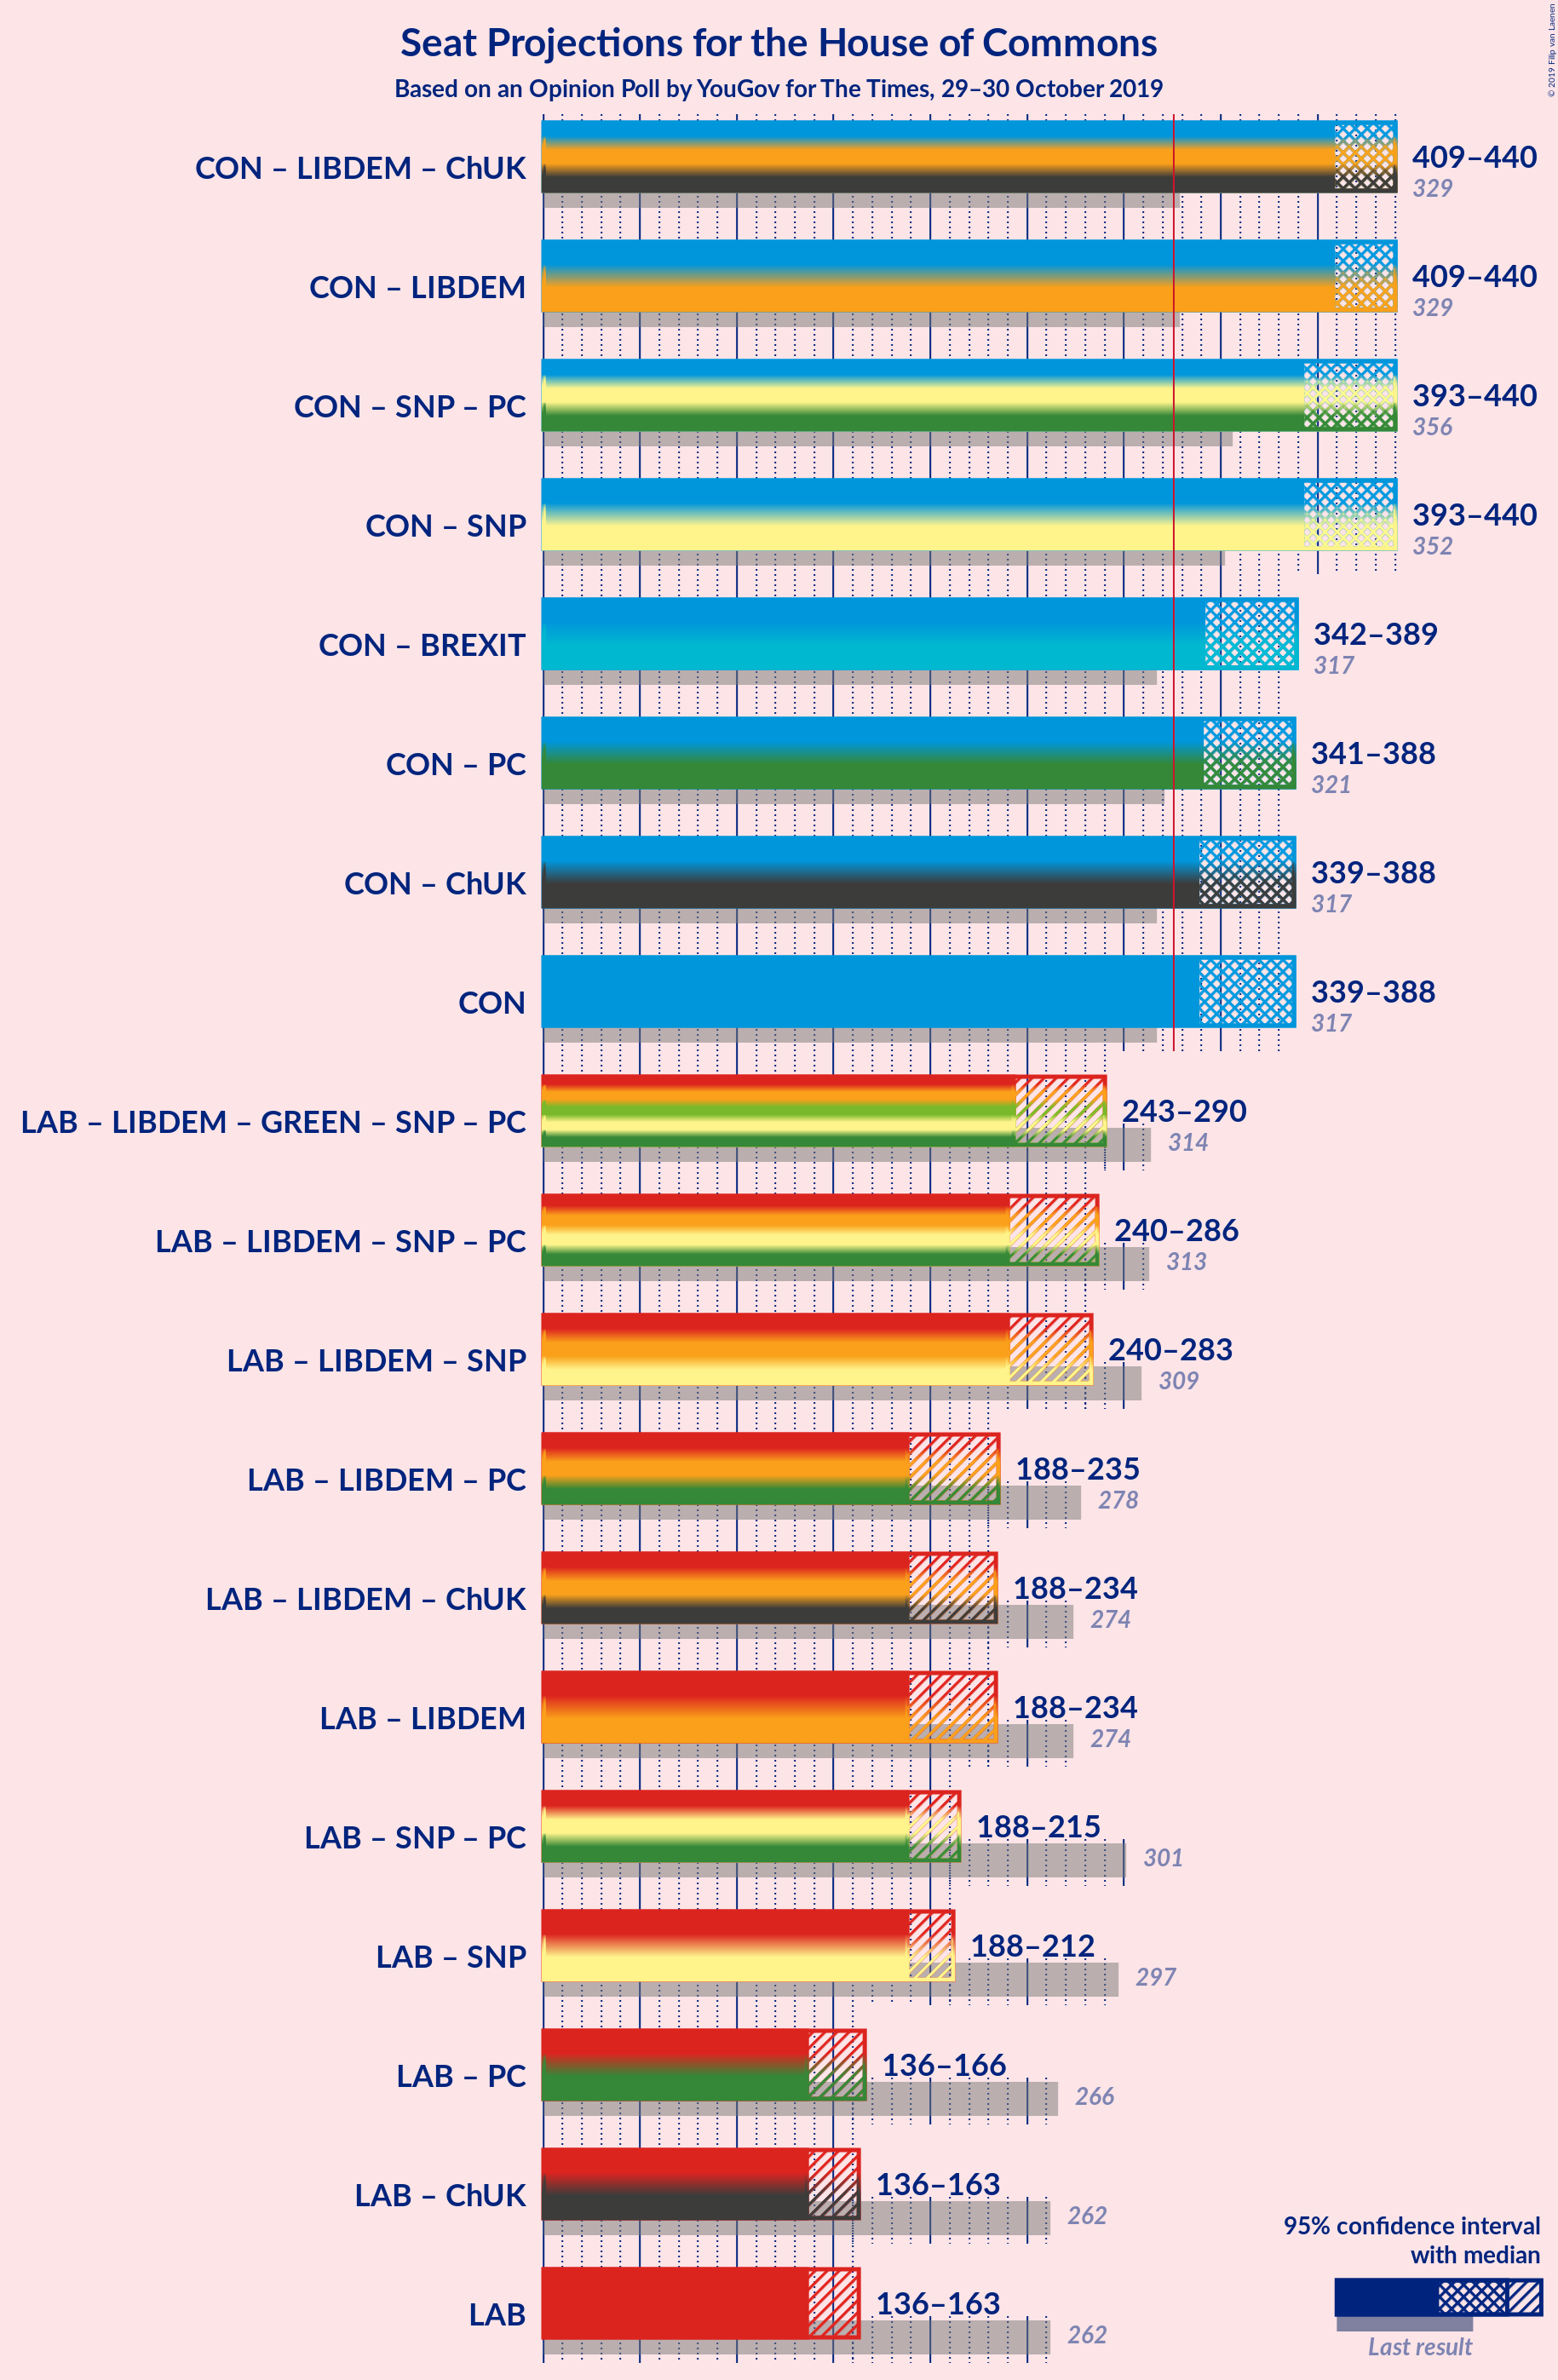 Seat Projections for the House of Commons
Based on an Opinion Poll by YouGov for The Times, 29–30 October 2019
© 2019 Filip van Laenen
CON – LIBDEM – ChUK
409–440
329
CON – LIBDEM
409–440
329
CON – SNP – PC
393–440
356
CON – SNP
393–440
352
CON – BREXIT
342–389
317
CON – PC
341–388
321
CON – ChUK
339–388
317
CON
339–388
317
LAB – LIBDEM – GREEN – SNP – PC
243–290
314
LAB – LIBDEM – SNP – PC
240–286
313
LAB – LIBDEM – SNP
240–283
309
LAB – LIBDEM – PC
188–235
278
LAB – LIBDEM – ChUK
188–234
274
LAB – LIBDEM
188–234
274
LAB – SNP – PC
188–215
301
LAB – SNP
188–212
297
LAB – PC
136–166
266
LAB – ChUK
136–163
262
LAB
136–163
262
95% confidence interval
with median
Last result